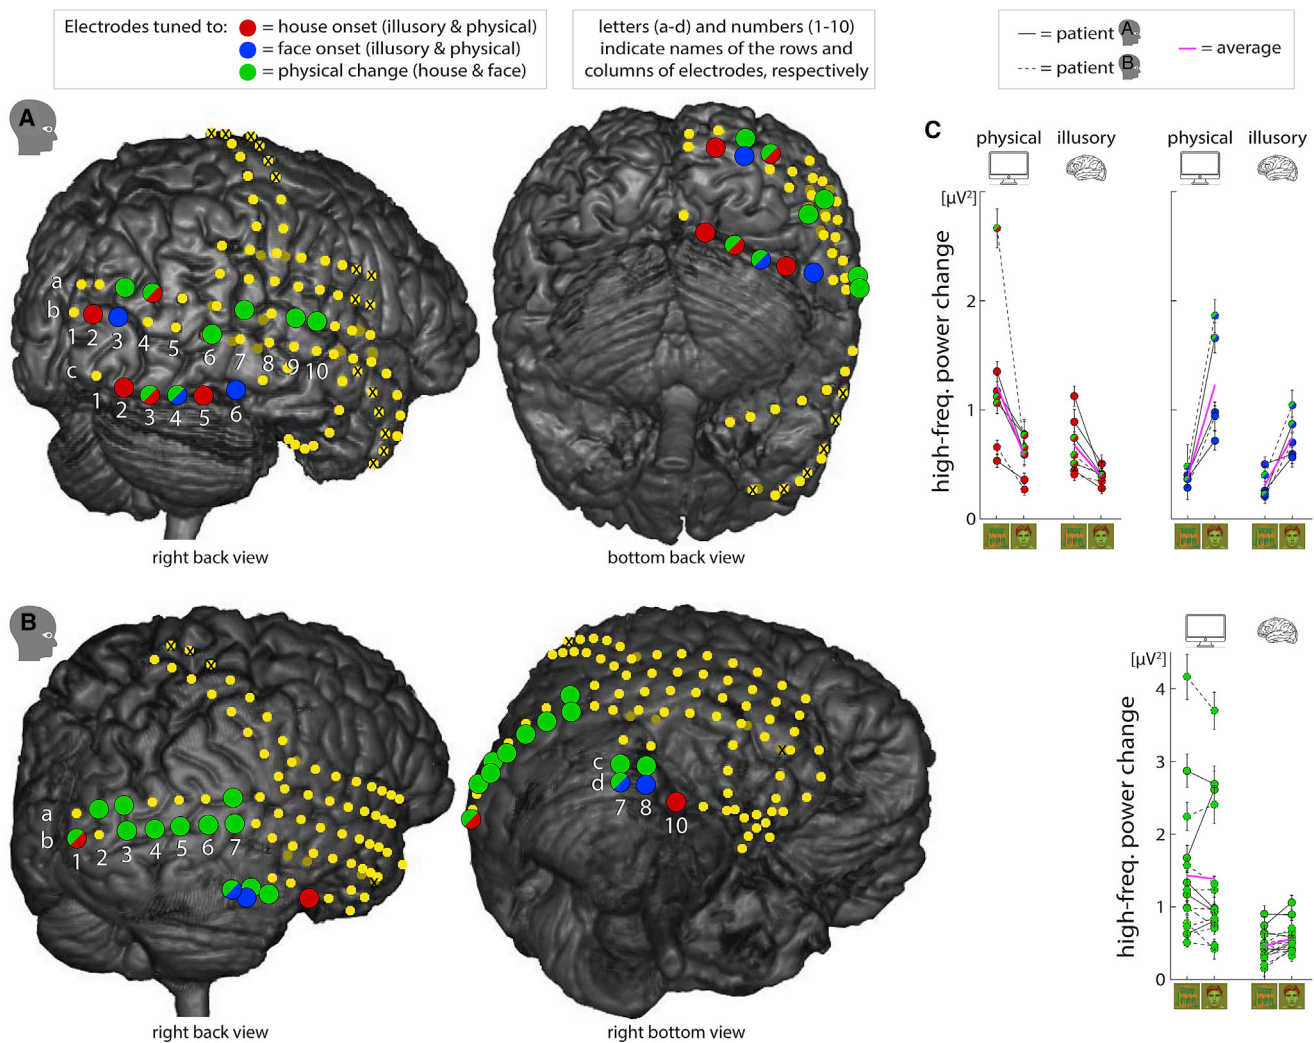 Electrodes tuned to:
= house onset (illusory & physical)
= face onset (illusory & physical)
= physical change (house & face)
letters (a-d) and numbers (1-10)
indicate names of the rows and
columns of electrodes, respectively
= patient A
= patient B
= average
A
a
b
1 2 3 4 5 6 7 8 9 10
c
1 2 3 4 5 6
right back view
bottom back view
C
physical illusory physical illusory
[μV²]
high-freq. power change
2
1
0
B
a
b
1 2 3 4 5 6 7
right back view
c
d
7 8
10
right bottom view
[μV²]
high-freq. power change
4
3
2
1
0